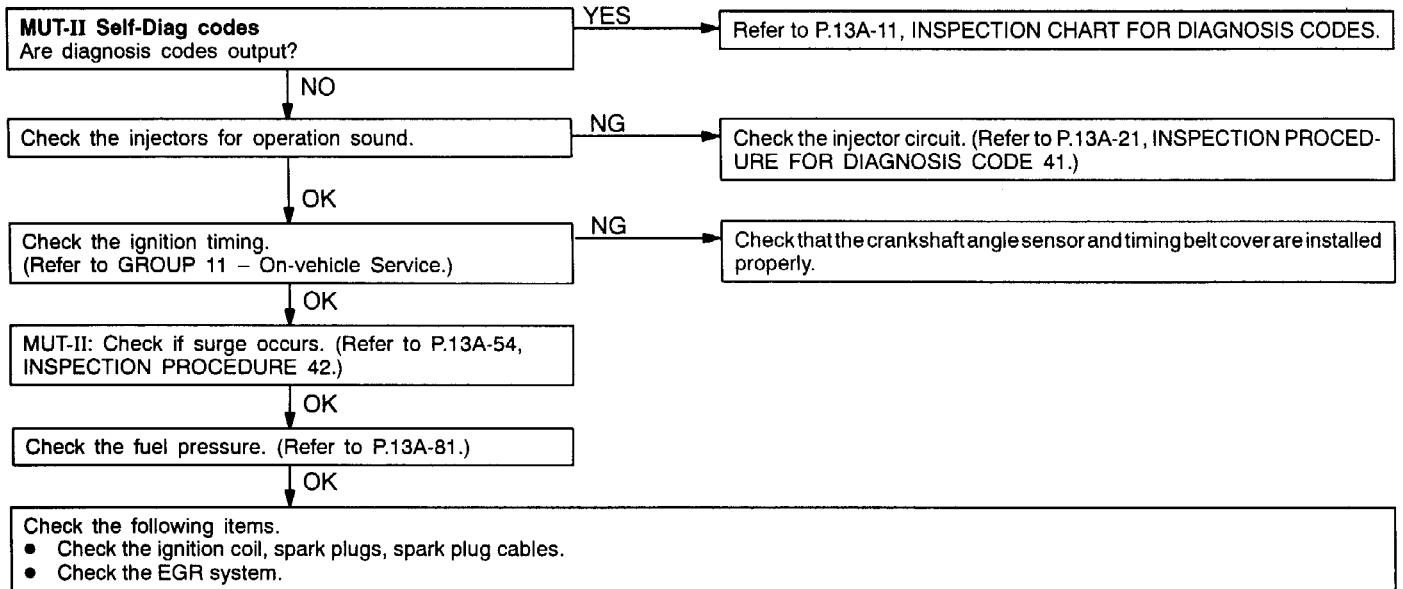 MUT-II Self-Diag codes
Are diagnosis codes output?
YES
Refer to P.13A-11, INSPECTION CHART FOR DIAGNOSIS CODES.
NO
Check the injectors for operation sound.
NG
Check the injector circuit. (Refer to P.13A-21, INSPECTION PROCED-
URE FOR DIAGNOSIS CODE 41.)
OK
Check the ignition timing.
(Refer to GROUP 11 – On-vehicle Service.)
NG
Check that the crankshaft angle sensor and timing belt cover are installed
properly.
OK
MUT-II: Check if surge occurs. (Refer to P.13A-54,
INSPECTION PROCEDURE 42.)
OK
Check the fuel pressure. (Refer to P.13A-81.)
OK
Check the following items.
● Check the ignition coil, spark plugs, spark plug cables.
● Check the EGR system.